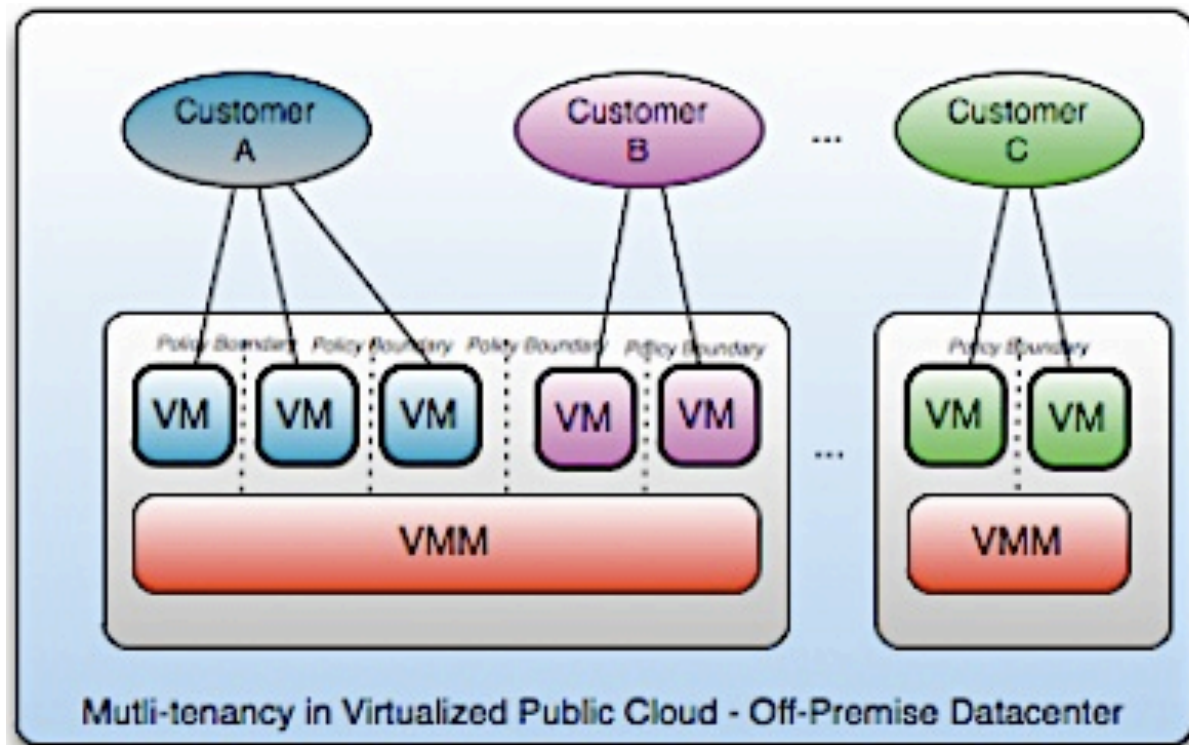 Customer
A
Customer
B
...
Customer
C
Policy Boundary Policy Boundary Policy Boundary Policy Boundary
Policy Boundary
VM VM VM VM VM
...
VM VM
VMM
VMM
Mutli-tenancy in Virtualized Public Cloud - Off-Premise Datacenter